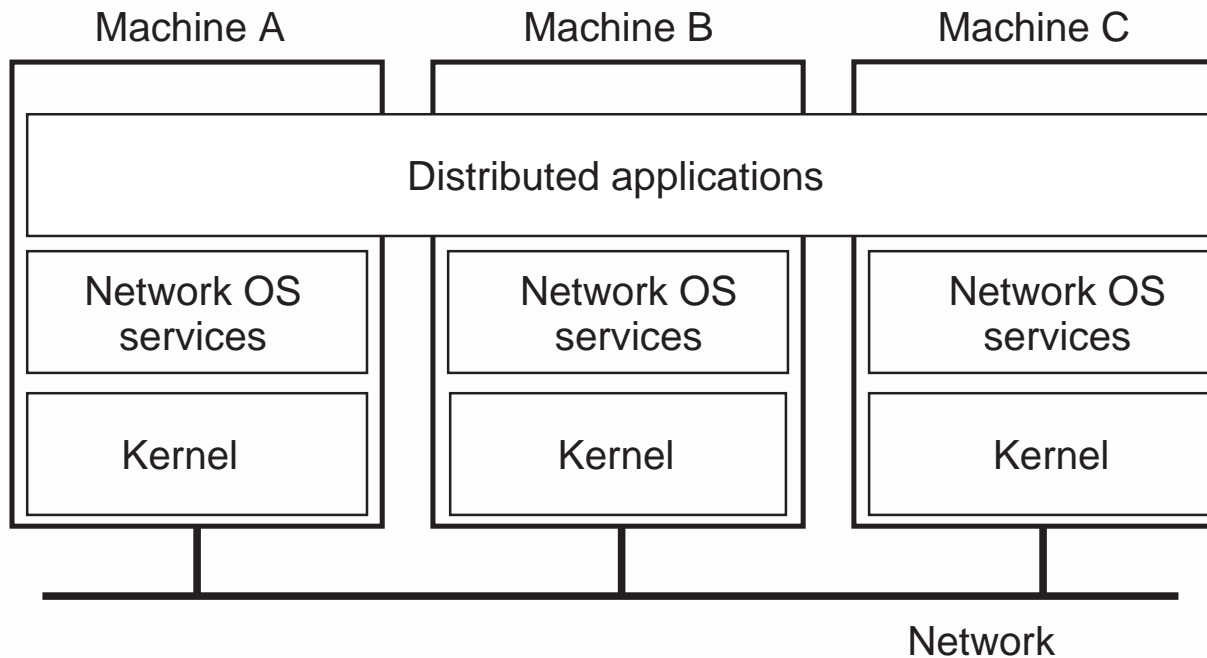 Machine A
Machine B
Machine C
Distributed applications
Network OS
services
Network OS
services
Network OS
services
Kernel
Kernel
Kernel
Network